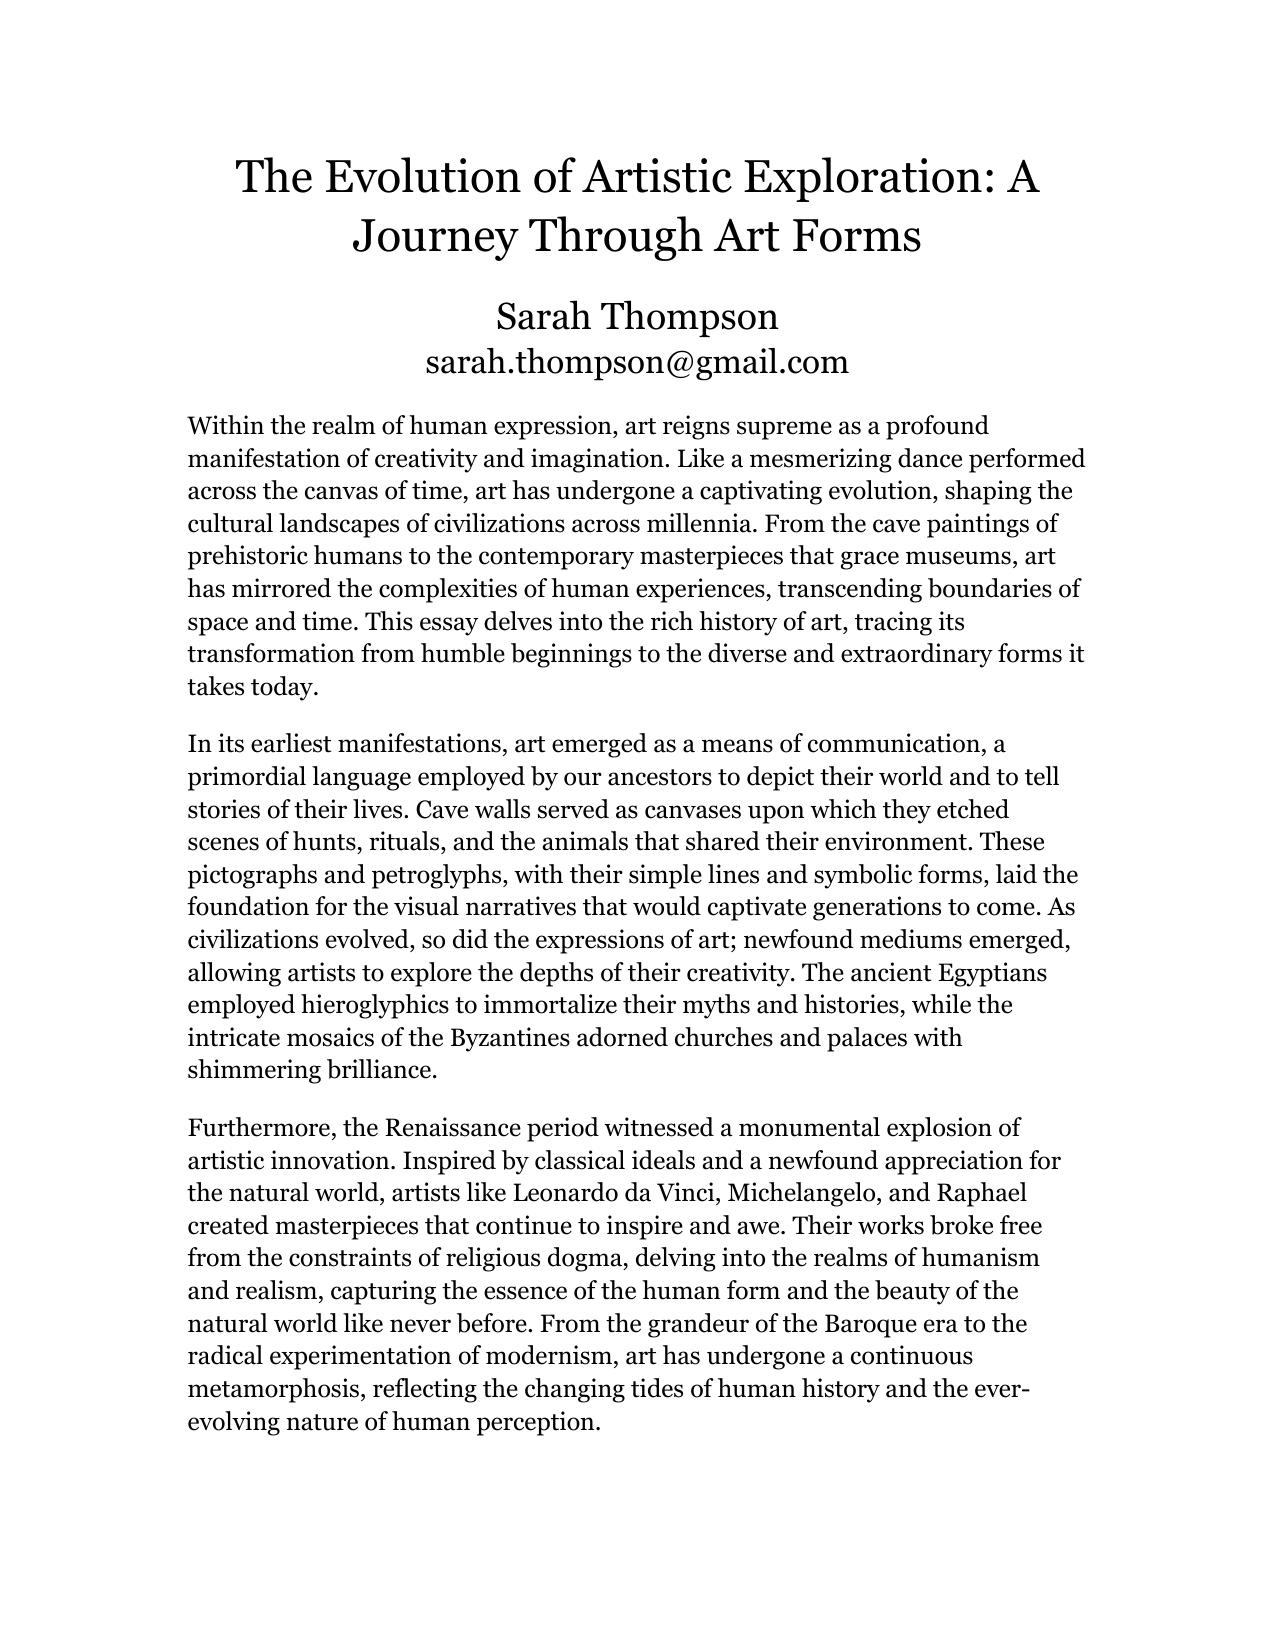 The Evolution of Artistic Exploration: A
Journey Through Art Forms
Sarah Thompson
sarah.thompson@gmail.com
Within the realm of human expression, art reigns supreme as a profound
manifestation of creativity and imagination. Like a mesmerizing dance performed
across the canvas of time, art has undergone a captivating evolution, shaping the
cultural landscapes of civilizations across millennia. From the cave paintings of
prehistoric humans to the contemporary masterpieces that grace museums, art
has mirrored the complexities of human experiences, transcending boundaries of
space and time. This essay delves into the rich history of art, tracing its
transformation from humble beginnings to the diverse and extraordinary forms it
takes today.
In its earliest manifestations, art emerged as a means of communication, a
primordial language employed by our ancestors to depict their world and to tell
stories of their lives. Cave walls served as canvases upon which they etched
scenes of hunts, rituals, and the animals that shared their environment. These
pictographs and petroglyphs, with their simple lines and symbolic forms, laid the
foundation for the visual narratives that would captivate generations to come. As
civilizations evolved, so did the expressions of art; newfound mediums emerged,
allowing artists to explore the depths of their creativity. The ancient Egyptians
employed hieroglyphics to immortalize their myths and histories, while the
intricate mosaics of the Byzantines adorned churches and palaces with
shimmering brilliance.
Furthermore, the Renaissance period witnessed a monumental explosion of
artistic innovation. Inspired by classical ideals and a newfound appreciation for
the natural world, artists like Leonardo da Vinci, Michelangelo, and Raphael
created masterpieces that continue to inspire and awe. Their works broke free
from the constraints of religious dogma, delving into the realms of humanism
and realism, capturing the essence of the human form and the beauty of the
natural world like never before. From the grandeur of the Baroque era to the
radical experimentation of modernism, art has undergone a continuous
metamorphosis, reflecting the changing tides of human history and the ever-
evolving nature of human perception.